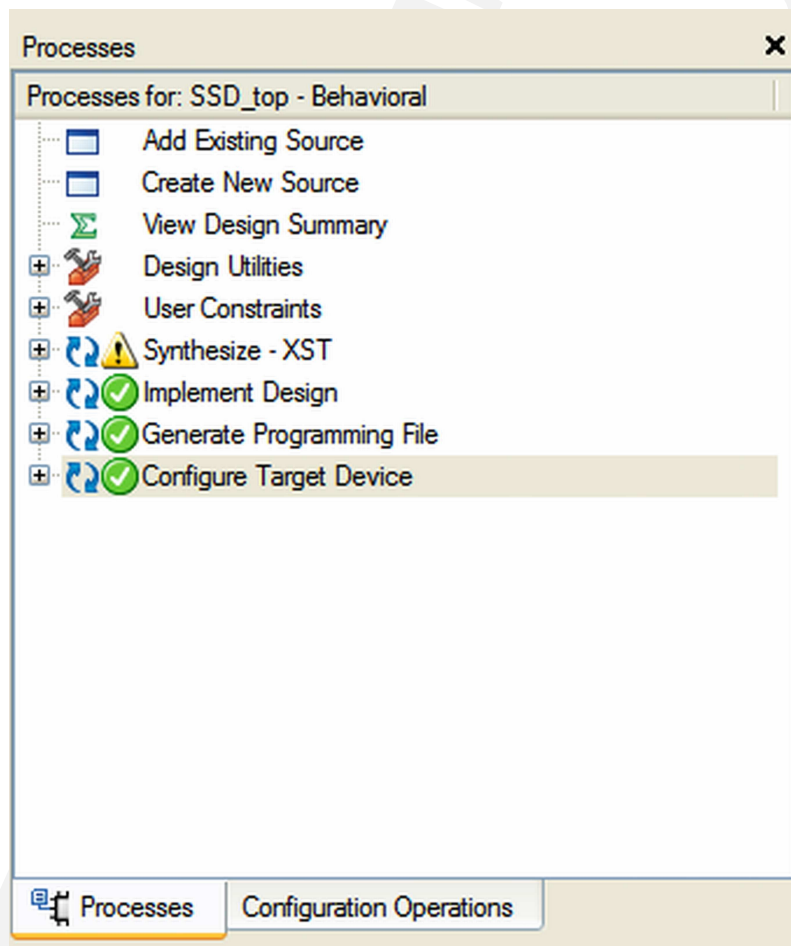 Processes
Processes for: SSD_top - Behavioral
Add Existing Source
Create New Source
View Design Summary
Design Utilities
User Constraints
Synthesize - XST
Implement Design
Generate Programming File
Configure Target Device
Processes
Configuration Operations